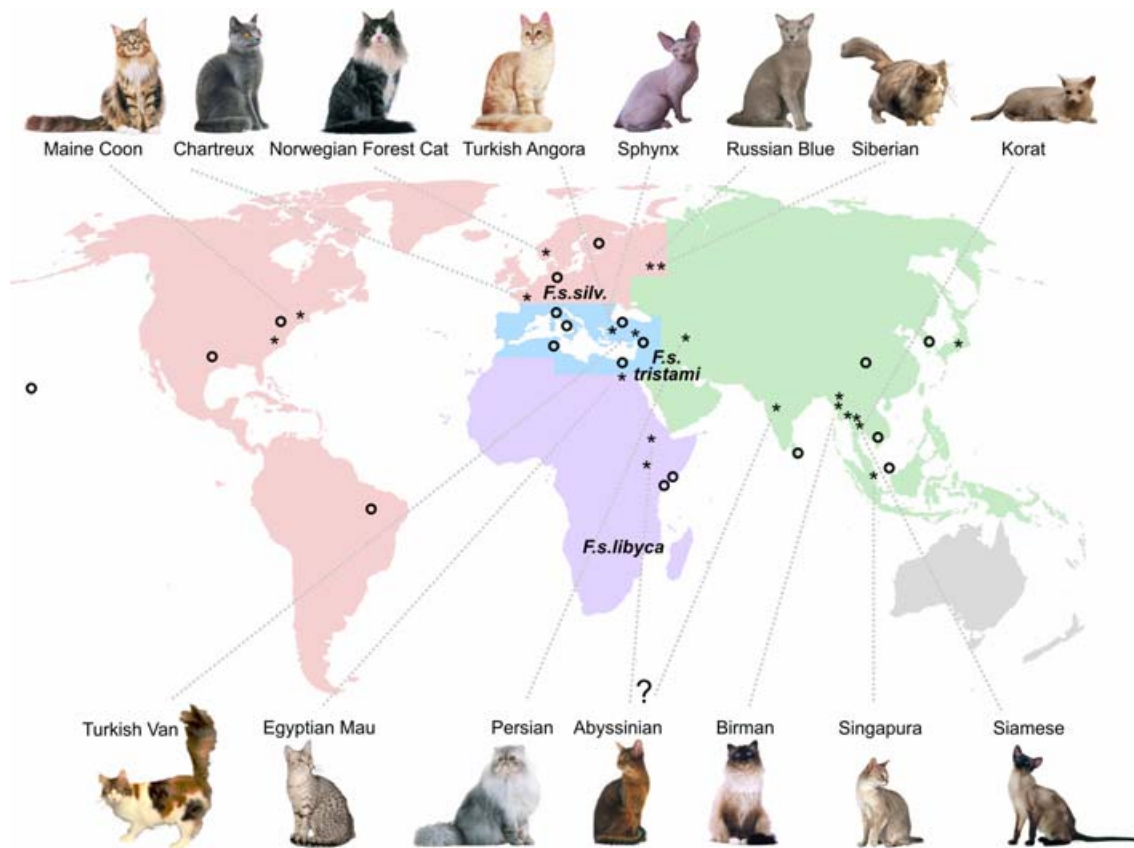 Maine Coon Chartreux Norwegian Forest Cat Turkish Angora Sphynx Russian Blue Siberian Korat
F.s.silv.
F.s.
tristami
F.s.libyca
?
Turkish Van Egyptian Mau Persian Abyssinian Birman Singapura Siamese